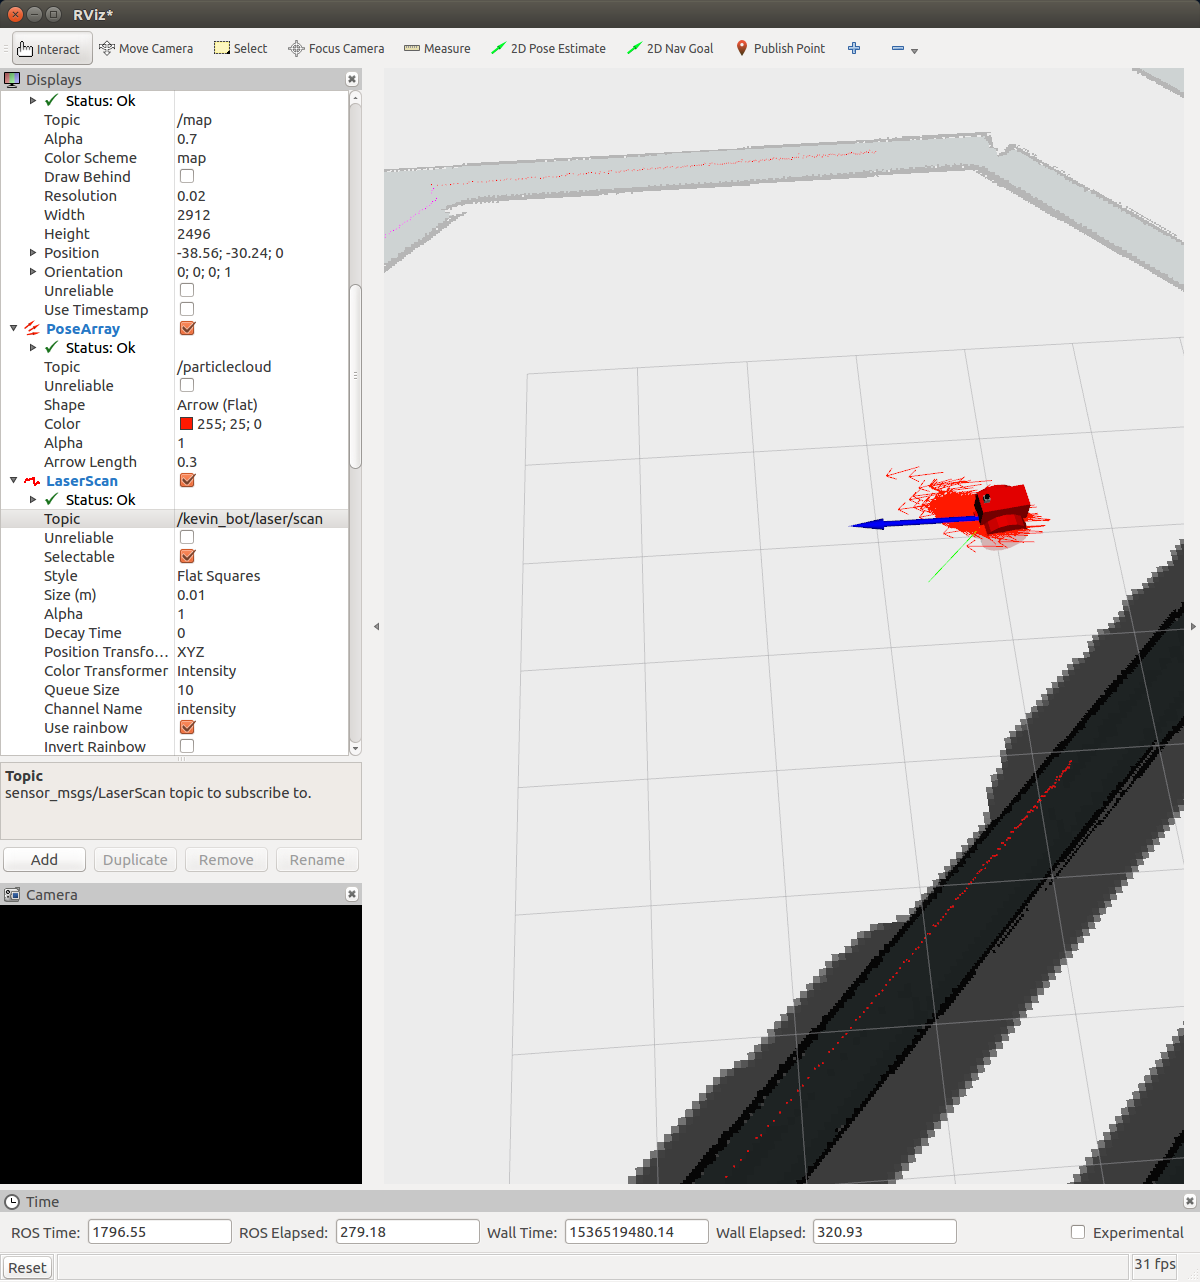 RViz*
Interact Move Camera Select Focus Camera Measure 2D Pose Estimate 2D Nav Goal Publish Point
Displays
Status: Ok
Topic /map
Alpha 0.7
Color Scheme map
Draw Behind
Resolution 0.02
Width 2912
Height 2496
Position -38.56; -30.24; 0
Orientation 0; 0; 0; 1
Unreliable
Use Timestamp
PoseArray
Status: Ok
Topic /particlecloud
Unreliable
Shape Arrow (Flat)
Color 255; 25; 0
Alpha 1
Arrow Length 0.3
LaserScan
Status: Ok
Topic /kevin_bot/laser/scan
Unreliable
Selectable
Style Flat Squares
Size (m) 0.01
Alpha 1
Decay Time 0
Position Transfo... XYZ
Color Transformer Intensity
Queue Size 10
Channel Name intensity
Use rainbow
Invert Rainbow
Topic
sensor_msgs/LaserScan topic to subscribe to.
Add Duplicate Remove Rename
Camera
Time
ROS Time: 1796.55 ROS Elapsed: 279.18 Wall Time: 1536519480.14 Wall Elapsed: 320.93 Experimental
Reset 31 fps